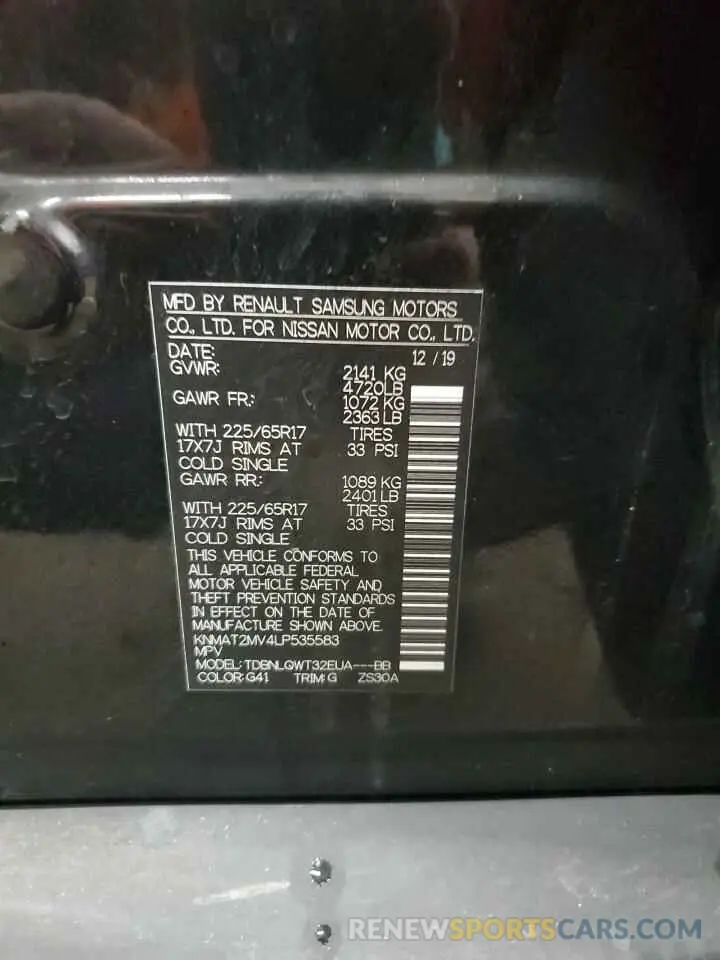 MFD BY RENAULT SAMSUNG MOTORS
CO., LTD. FOR NISSAN MOTOR CO., LTD.
DATE: 12 / 19
GVWR: 2141 KG
4720LB
GAWR FR.: 1072 KG
2363 LB
WITH 225/65R17 TIRES
17X7J RIMS AT 33 PSI
COLD SINGLE
GAWR RR.: 1089 KG
2401 LB
WITH 225/65R17 TIRES
17X7J RIMS AT 33 PSI
COLD SINGLE
THIS VEHICLE CONFORMS TO
ALL APPLICABLE FEDERAL
MOTOR VEHICLE SAFETY AND
THEFT PREVENTION STANDARDS
IN EFFECT ON THE DATE OF
MANUFACTURE SHOWN ABOVE.
KNMAT2MV4LP535583
MPV
MODEL: TDBNLQWT32EUA---BB
COLOR: G41 TRIM: G ZS30A
RENEWSPORTSCARS.COM